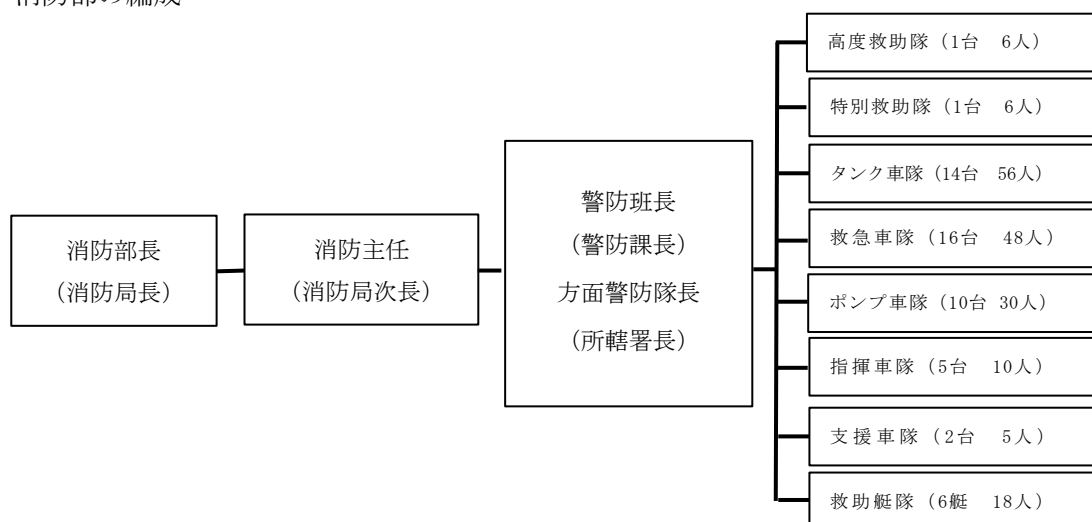 消防部の編成
消防部長
(消防局長)
消防主任
(消防局次長)
警防班長
(警防課長)
方面警防隊長
(所轄署長)
高度救助隊(1台 6人)
特別救助隊(1台 6人)
タンク車隊(14台 56人)
救急車隊(16台 48人)
ポンプ車隊(10台 30人)
指揮車隊(5台 10人)
支援車隊(2台 5人)
救助艇隊(6艇 18人)